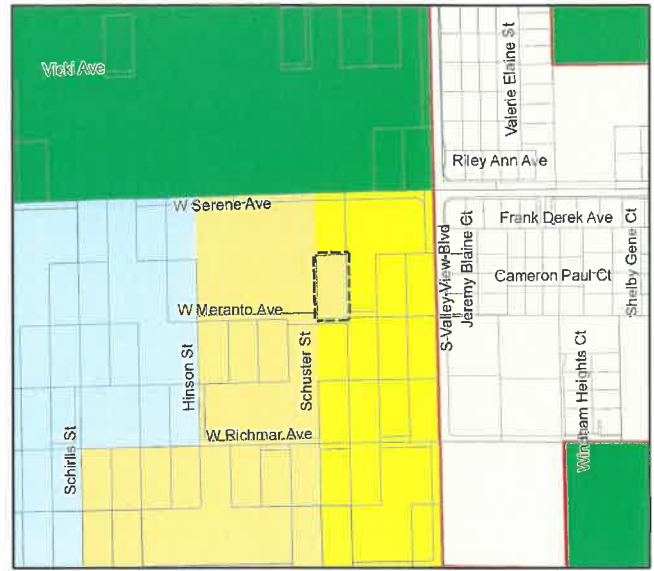 Vicki Ave
Valerie Elaine St
Riley Ann Ave
W Serene Ave
Frank Derek Ave
S Valley View Blvd
Jeremy Blaine Ct
Shelby Gene Ct
Cameron Paul Ct
W Meranto Ave
Hinson St
Schuster St
Windham Heights Ct
W Richmar Ave
Schirlls St